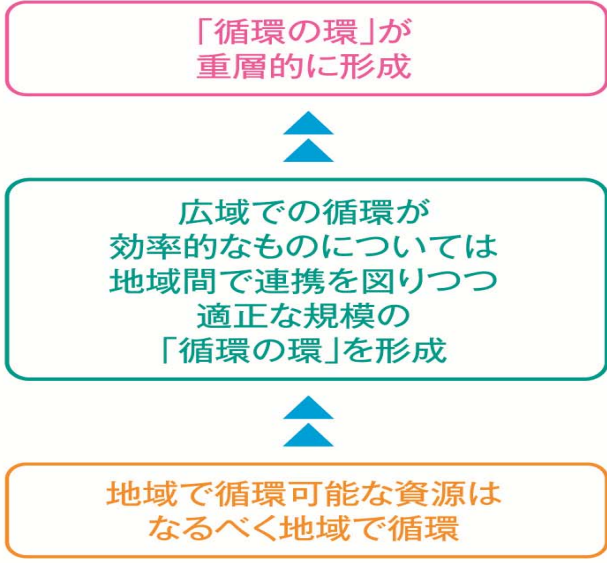 「循環の環」が
重層的に形成
広域での循環が
効率的なものについては
地域間で連携を図りつつ
適正な規模の
「循環の環」を形成
地域で循環可能な資源は
なるべく地域で循環